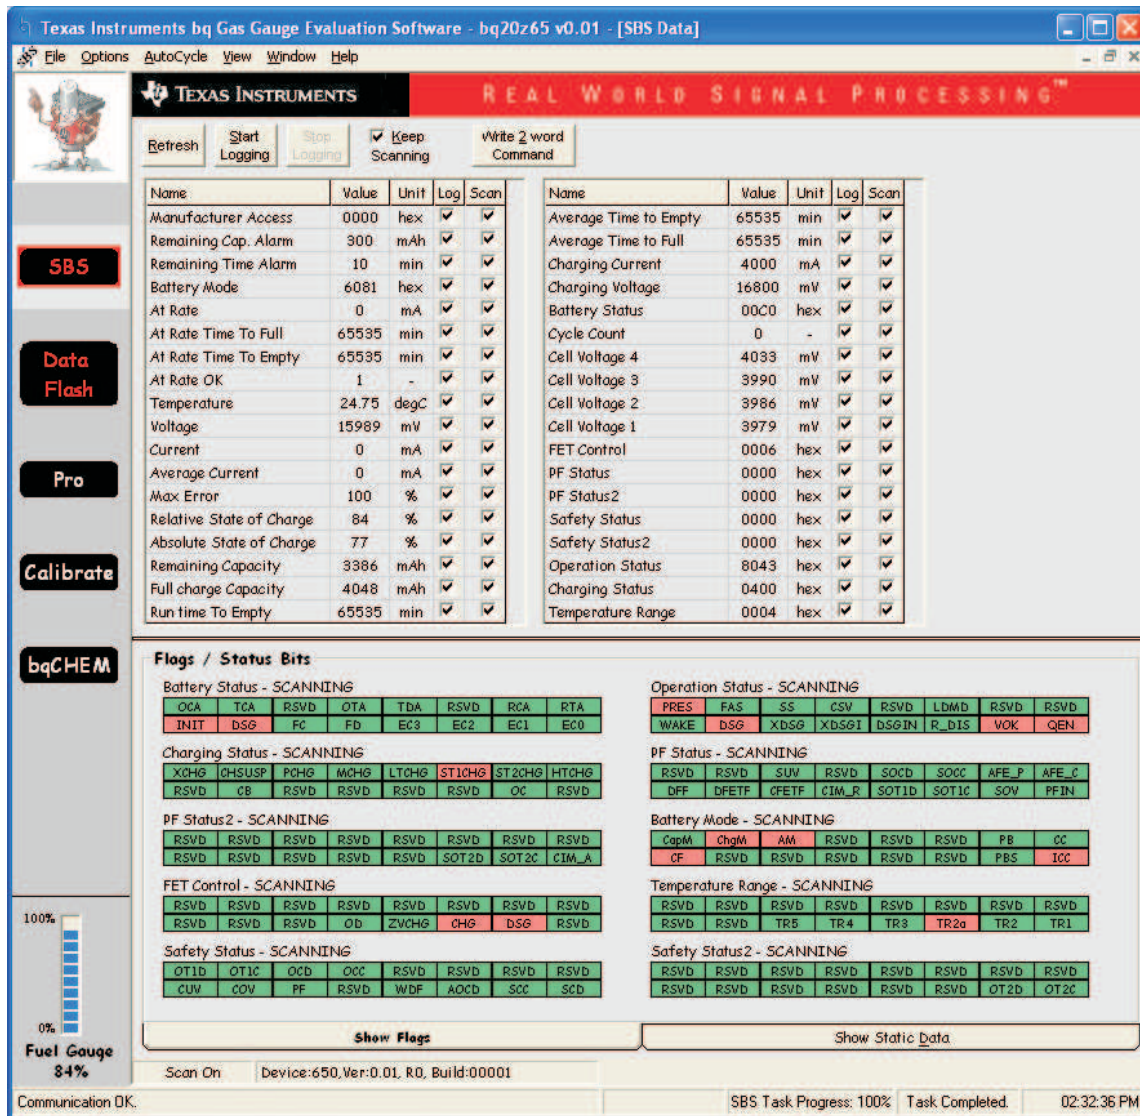 Texas Instruments bq Gas Gauge Evaluation Software - bq20z65 v0.01 - [SBS Data]
File Options AutoCycle View Window Help
TEXAS INSTRUMENTS REAL WORLD SIGNAL PROCESSING™
Refresh Start Logging Stop Logging Keep Scanning Write 2 word Command
SBS
Data Flash
Pro
Calibrate
bqCHEM
Name Value Unit Log Scan
Manufacturer Access 0000 hex
Remaining Cap. Alarm 300 mAh
Remaining Time Alarm 10 min
Battery Mode 6081 hex
At Rate 0 mA
At Rate Time To Full 65535 min
At Rate Time To Empty 65535 min
At Rate OK 1 -
Temperature 24.75 degC
Voltage 15989 mV
Current 0 mA
Average Current 0 mA
Max Error 100 %
Relative State of Charge 84 %
Absolute State of Charge 77 %
Remaining Capacity 3386 mAh
Full charge Capacity 4048 mAh
Run time To Empty 65535 min
Name Value Unit Log Scan
Average Time to Empty 65535 min
Average Time to Full 65535 min
Charging Current 4000 mA
Charging Voltage 16800 mV
Battery Status 00C0 hex
Cycle Count 0 -
Cell Voltage 4 4033 mV
Cell Voltage 3 3990 mV
Cell Voltage 2 3986 mV
Cell Voltage 1 3979 mV
FET Control 0006 hex
PF Status 0000 hex
PF Status2 0000 hex
Safety Status 0000 hex
Safety Status2 0000 hex
Operation Status 8043 hex
Charging Status 0400 hex
Temperature Range 0004 hex
Flags / Status Bits
Battery Status - SCANNING
OCA TCA RSVD OTA TDA RSVD RCA RTA
INIT DSG FC FD EC3 EC2 EC1 EC0
Charging Status - SCANNING
XCHG CHSUSP PCHG MCHG LTCHG ST1CHG ST2CHG HTCHG
RSVD CB RSVD RSVD RSVD RSVD OC RSVD
PF Status2 - SCANNING
RSVD RSVD RSVD RSVD RSVD RSVD RSVD RSVD
RSVD RSVD RSVD RSVD RSVD SOT2D SOT2C CIM_A
FET Control - SCANNING
RSVD RSVD RSVD RSVD RSVD RSVD RSVD RSVD
RSVD RSVD RSVD OD ZVCHG CHG DSG RSVD
Safety Status - SCANNING
OT1D OT1C OCD OCC RSVD RSVD RSVD RSVD
CUV COV PF RSVD WDF AOCD SCC SCD
Operation Status - SCANNING
PRES FAS SS CSV RSVD LDMD RSVD RSVD
WAKE DSG XDSG XDSGI DSGIN R_DIS VOK QEN
PF Status - SCANNING
RSVD RSVD SUV RSVD SOCD SOCC AFE_P AFE_C
DFF DFETF CFETF CIM_R SOT1D SOT1C SOV PFIN
Battery Mode - SCANNING
CapM ChgM AM RSVD RSVD RSVD PB CC
CF RSVD RSVD RSVD RSVD RSVD PBS ICC
Temperature Range - SCANNING
RSVD RSVD RSVD RSVD RSVD RSVD RSVD RSVD
RSVD RSVD TR5 TR4 TR3 TR2a TR2 TR1
Safety Status2 - SCANNING
RSVD RSVD RSVD RSVD RSVD RSVD RSVD RSVD
RSVD RSVD RSVD RSVD RSVD RSVD OT2D OT2C
100%
0%
Fuel Gauge
84%
Show Flags Show Static Data
Scan On Device:650,Ver:0.01, R0, Build:00001
Communication OK. SBS Task Progress: 100% Task Completed. 02:32:36 PM